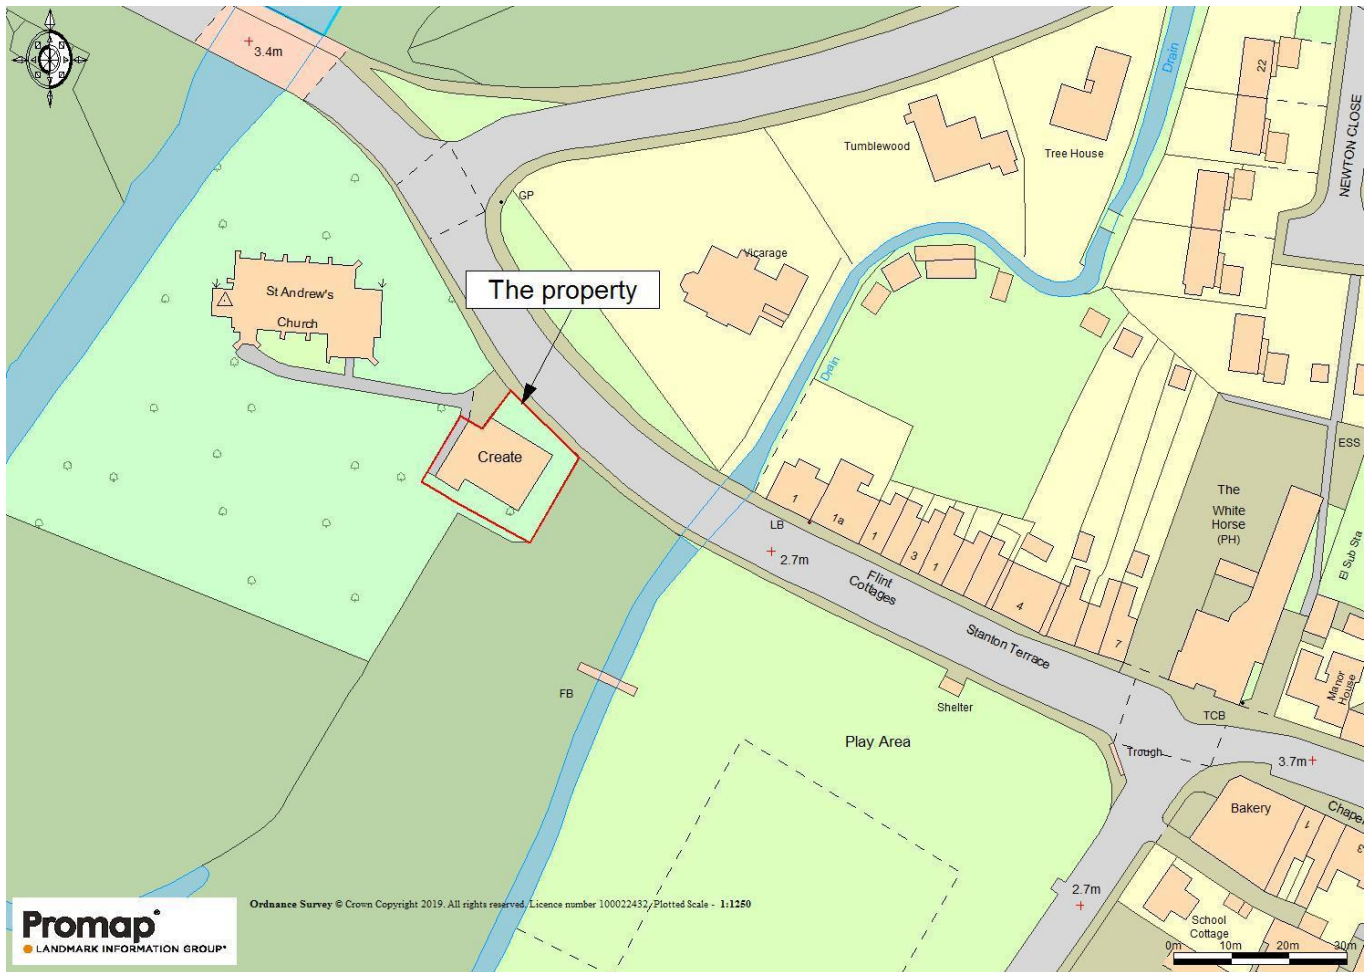 3.4m
Drain
22
NEWTON CLOSE
Tumblewood
Tree House
GP
Vicarage
The property
St Andrew's
Church
Drain
Create
ESS
The
White
Horse
(PH)
El Sub Sta
1
1a
1
3
1
4
7
LB
2.7m
Flint
Cottages
Stanton Terrace
FB
Shelter
Manor
House
TCB
Play Area
Trough
3.7m
Bakery
1
Chapel
3
2.7m
School
Cottage
0m 10m 20m 30m
Promap®
LANDMARK INFORMATION GROUP®
Ordnance Survey © Crown Copyright 2019. All rights reserved. Licence number 100022432. Plotted Scale - 1:1250